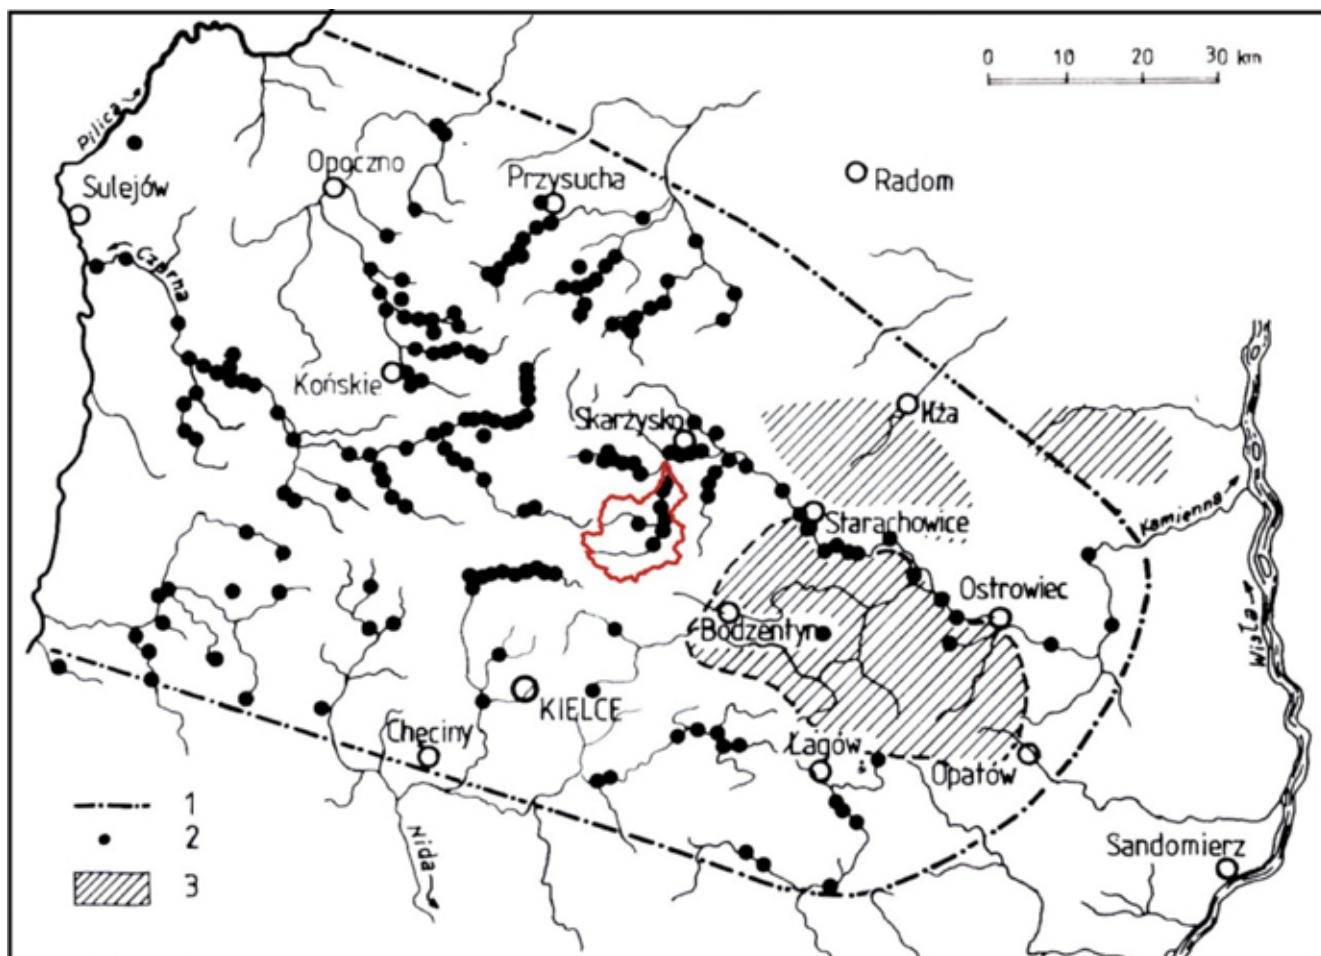 0 10 20 30 km
Pilica
Opoczno
Przysucha
Radom
Sulejów
Czarna
Końskie
Skarżysko
Iłża
Starachowice
Kamienna
Ostrowiec
Bodzentyn
Wisła
KIELCE
Chęciny
Łagów
Opatów
1
2
Nida
Sandomierz
3